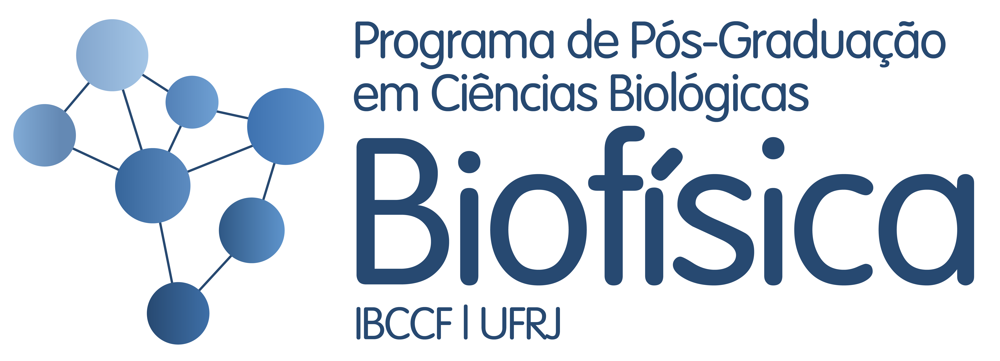 Programa de Pós-Graduação
em Ciências Biológicas
Biofísica
IBCCF | UFRJ